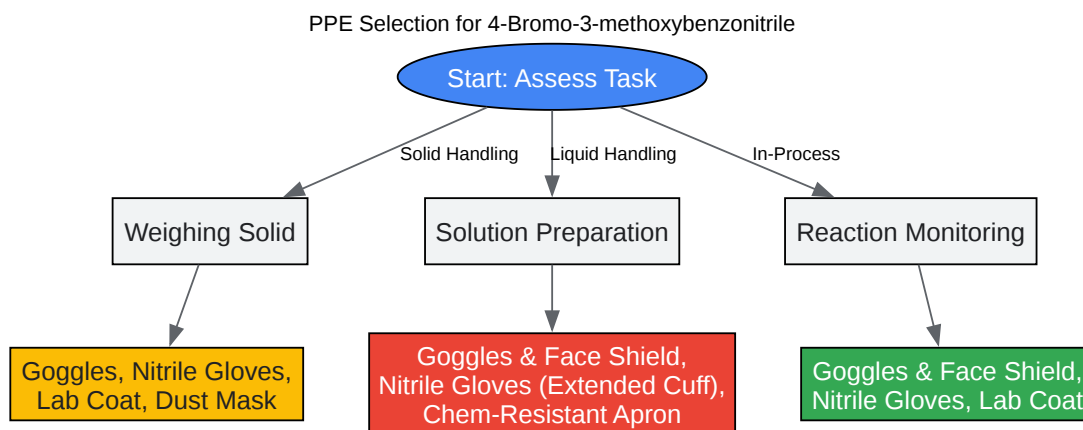 PPE Selection for 4-Bromo-3-methoxybenzonitrile
Start: Assess Task
Solid Handling
Liquid Handling
In-Process
Weighing Solid
Solution Preparation
Reaction Monitoring
Goggles, Nitrile Gloves,
Lab Coat, Dust Mask
Goggles & Face Shield,
Nitrile Gloves (Extended Cuff),
Chem-Resistant Apron
Goggles & Face Shield,
Nitrile Gloves, Lab Coat